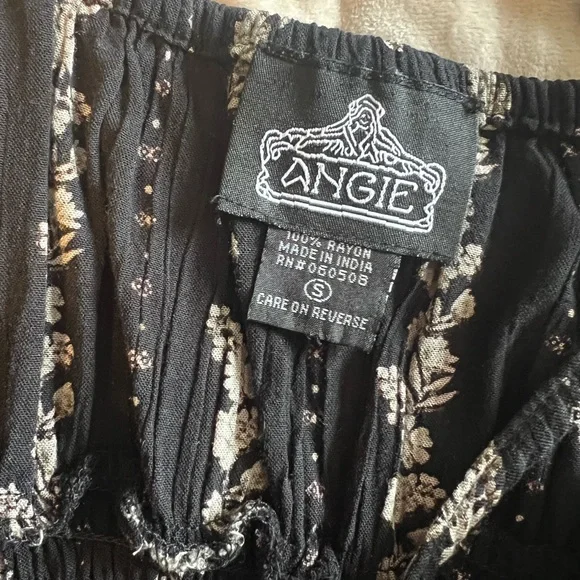 ANGIE
100% RAYON
MADE IN INDIA
RN#060508
S
CARE ON REVERSE